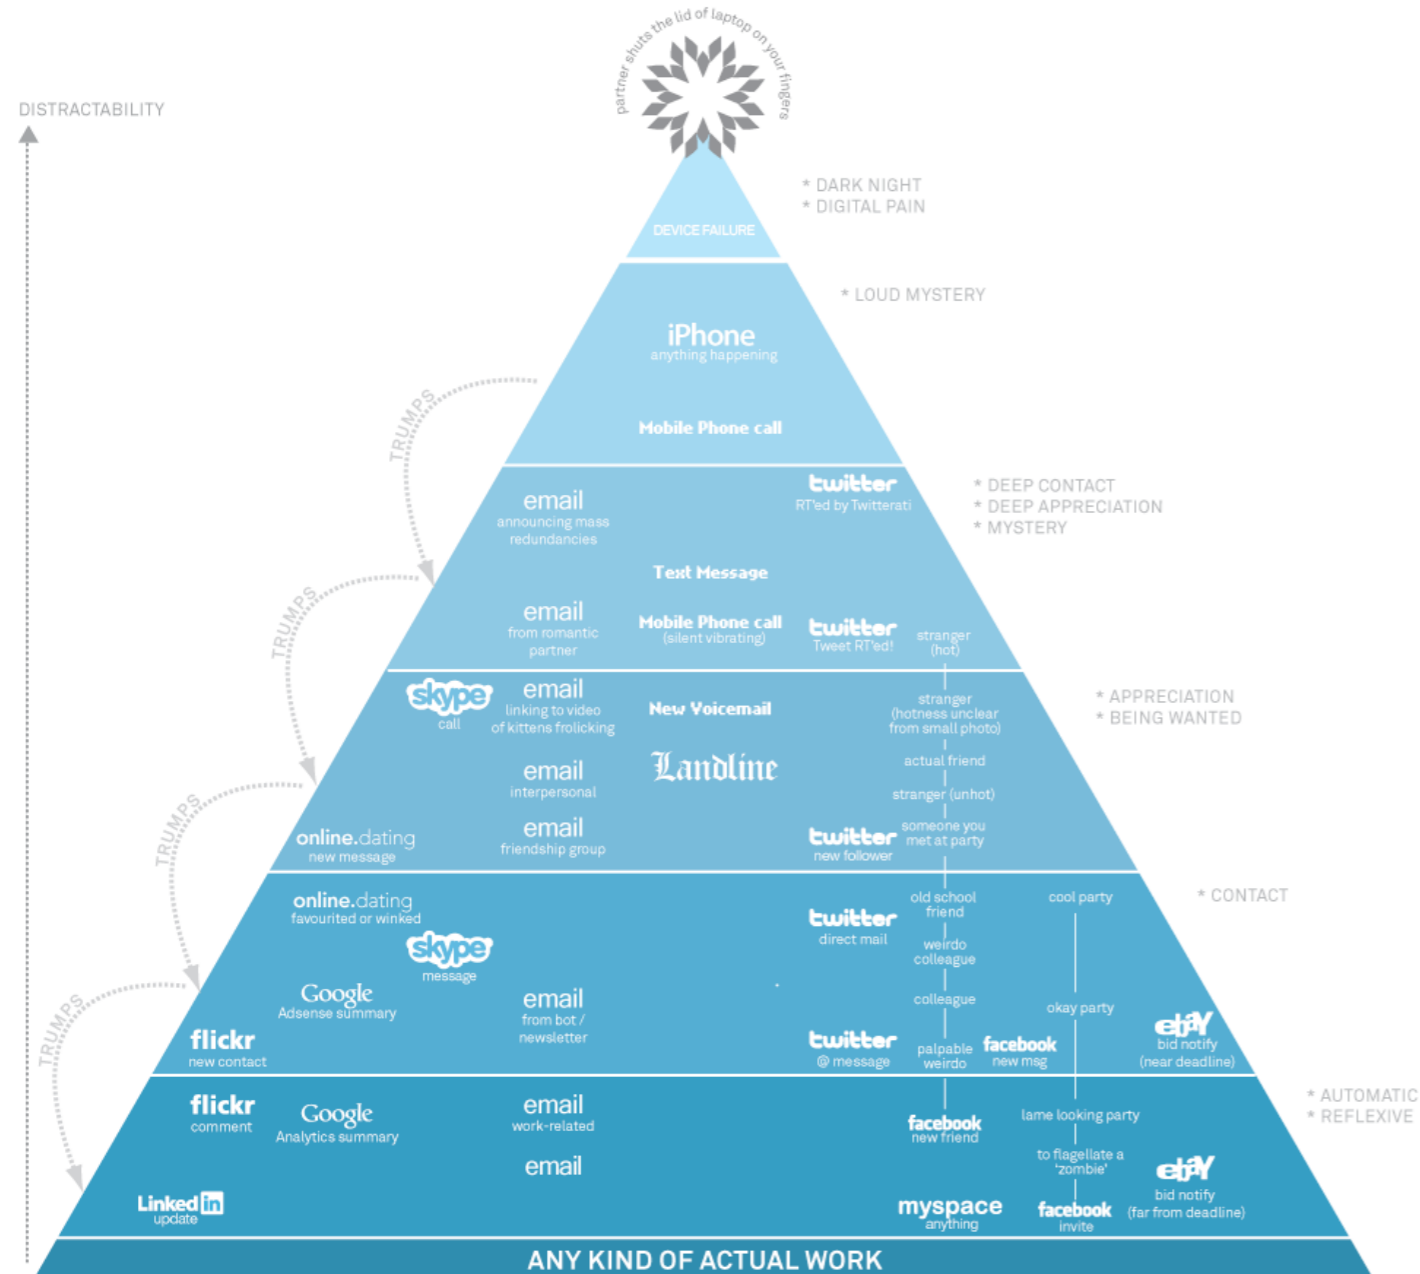 partner shuts the lid of laptop on your fingers
DISTRACTABILITY
* DARK NIGHT
* DIGITAL PAIN
DEVICE FAILURE
* LOUD MYSTERY
iPhone
anything happening
TRUMPS
Mobile Phone call
twitter
RT'ed by Twitterati
* DEEP CONTACT
* DEEP APPRECIATION
* MYSTERY
email
announcing mass
redundancies
Text Message
TRUMPS
email
from romantic
partner
Mobile Phone call
(silent vibrating)
twitter
Tweet RT'ed!
stranger
(hot)
skype
call
email
linking to video
of kittens frolicking
New Voicemail
stranger
(hotness unclear
from small photo)
* APPRECIATION
* BEING WANTED
Landline
actual friend
email
interpersonal
stranger (unhot)
TRUMPS
online.dating
new message
email
friendship group
twitter
new follower
someone you
met at party
online.dating
favourited or winked
old school
friend
cool party
* CONTACT
twitter
direct mail
skype
message
weirdo
colleague
Google
Adsense summary
email
from bot /
newsletter
colleague
okay party
TRUMPS
flickr
new contact
twitter
@ message
palpable
weirdo
facebook
new msg
ebaY
bid notify
(near deadline)
* AUTOMATIC
* REFLEXIVE
flickr
comment
Google
Analytics summary
email
work-related
facebook
new friend
lame looking party
email
to flagellate a
'zombie'
ebaY
bid notify
(far from deadline)
Linked in
update
myspace
anything
facebook
invite
ANY KIND OF ACTUAL WORK